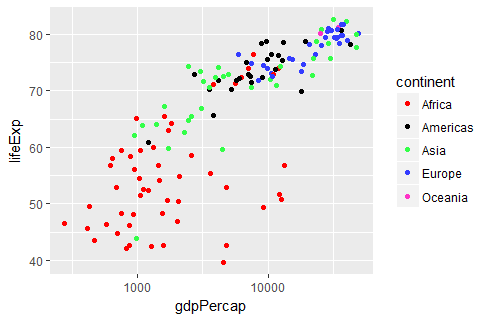 80
70
60
50
40
lifeExp
1000
10000
gdpPercap
continent
Africa
Americas
Asia
Europe
Oceania